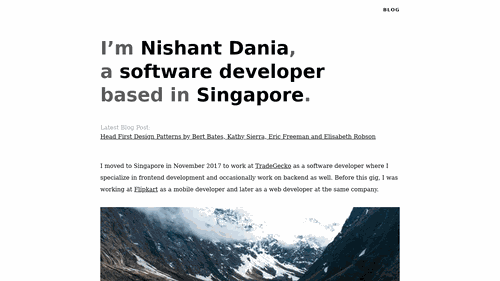 BLOG
I’m Nishant Dania,
a software developer
based in Singapore.
Latest Blog Post
Head First Design Patterns by Bert Bates, Kathy Sierra, Eric Freeman and Elisabeth Robson
I moved to Singapore in November 2017 to work at TradeGecko as a software developer where I
specialize in frontend development and occasionally work on backend as well. Before this gig, I was
working at Flipkart as a mobile developer and later as a web developer at the same company.